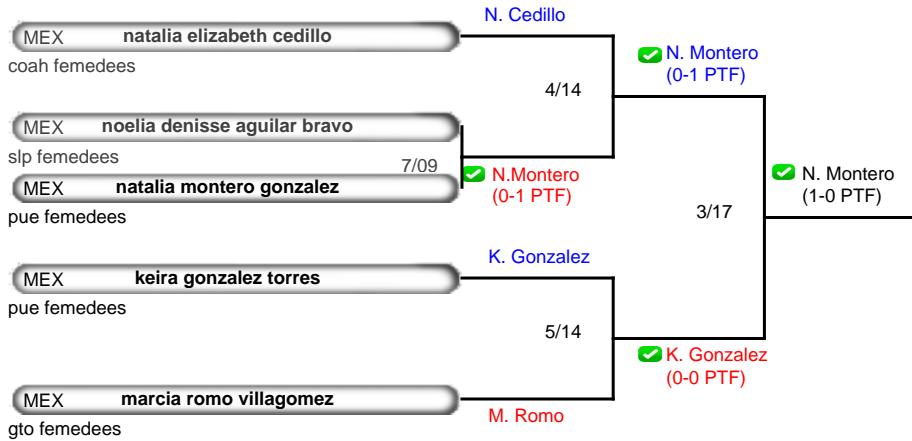 N. Cedillo
MEX natalia elizabeth cedillo
coah femedees
N. Montero
(0-1 PTF)
4/14
MEX noelia denisse aguilar bravo
slp femedees
7/09
N.Montero
(0-1 PTF)
MEX natalia montero gonzalez
pue femedees
N. Montero
(1-0 PTF)
3/17
K. Gonzalez
MEX keira gonzalez torres
pue femedees
5/14
K. Gonzalez
(0-0 PTF)
MEX marcia romo villagomez
M. Romo
gto femedees